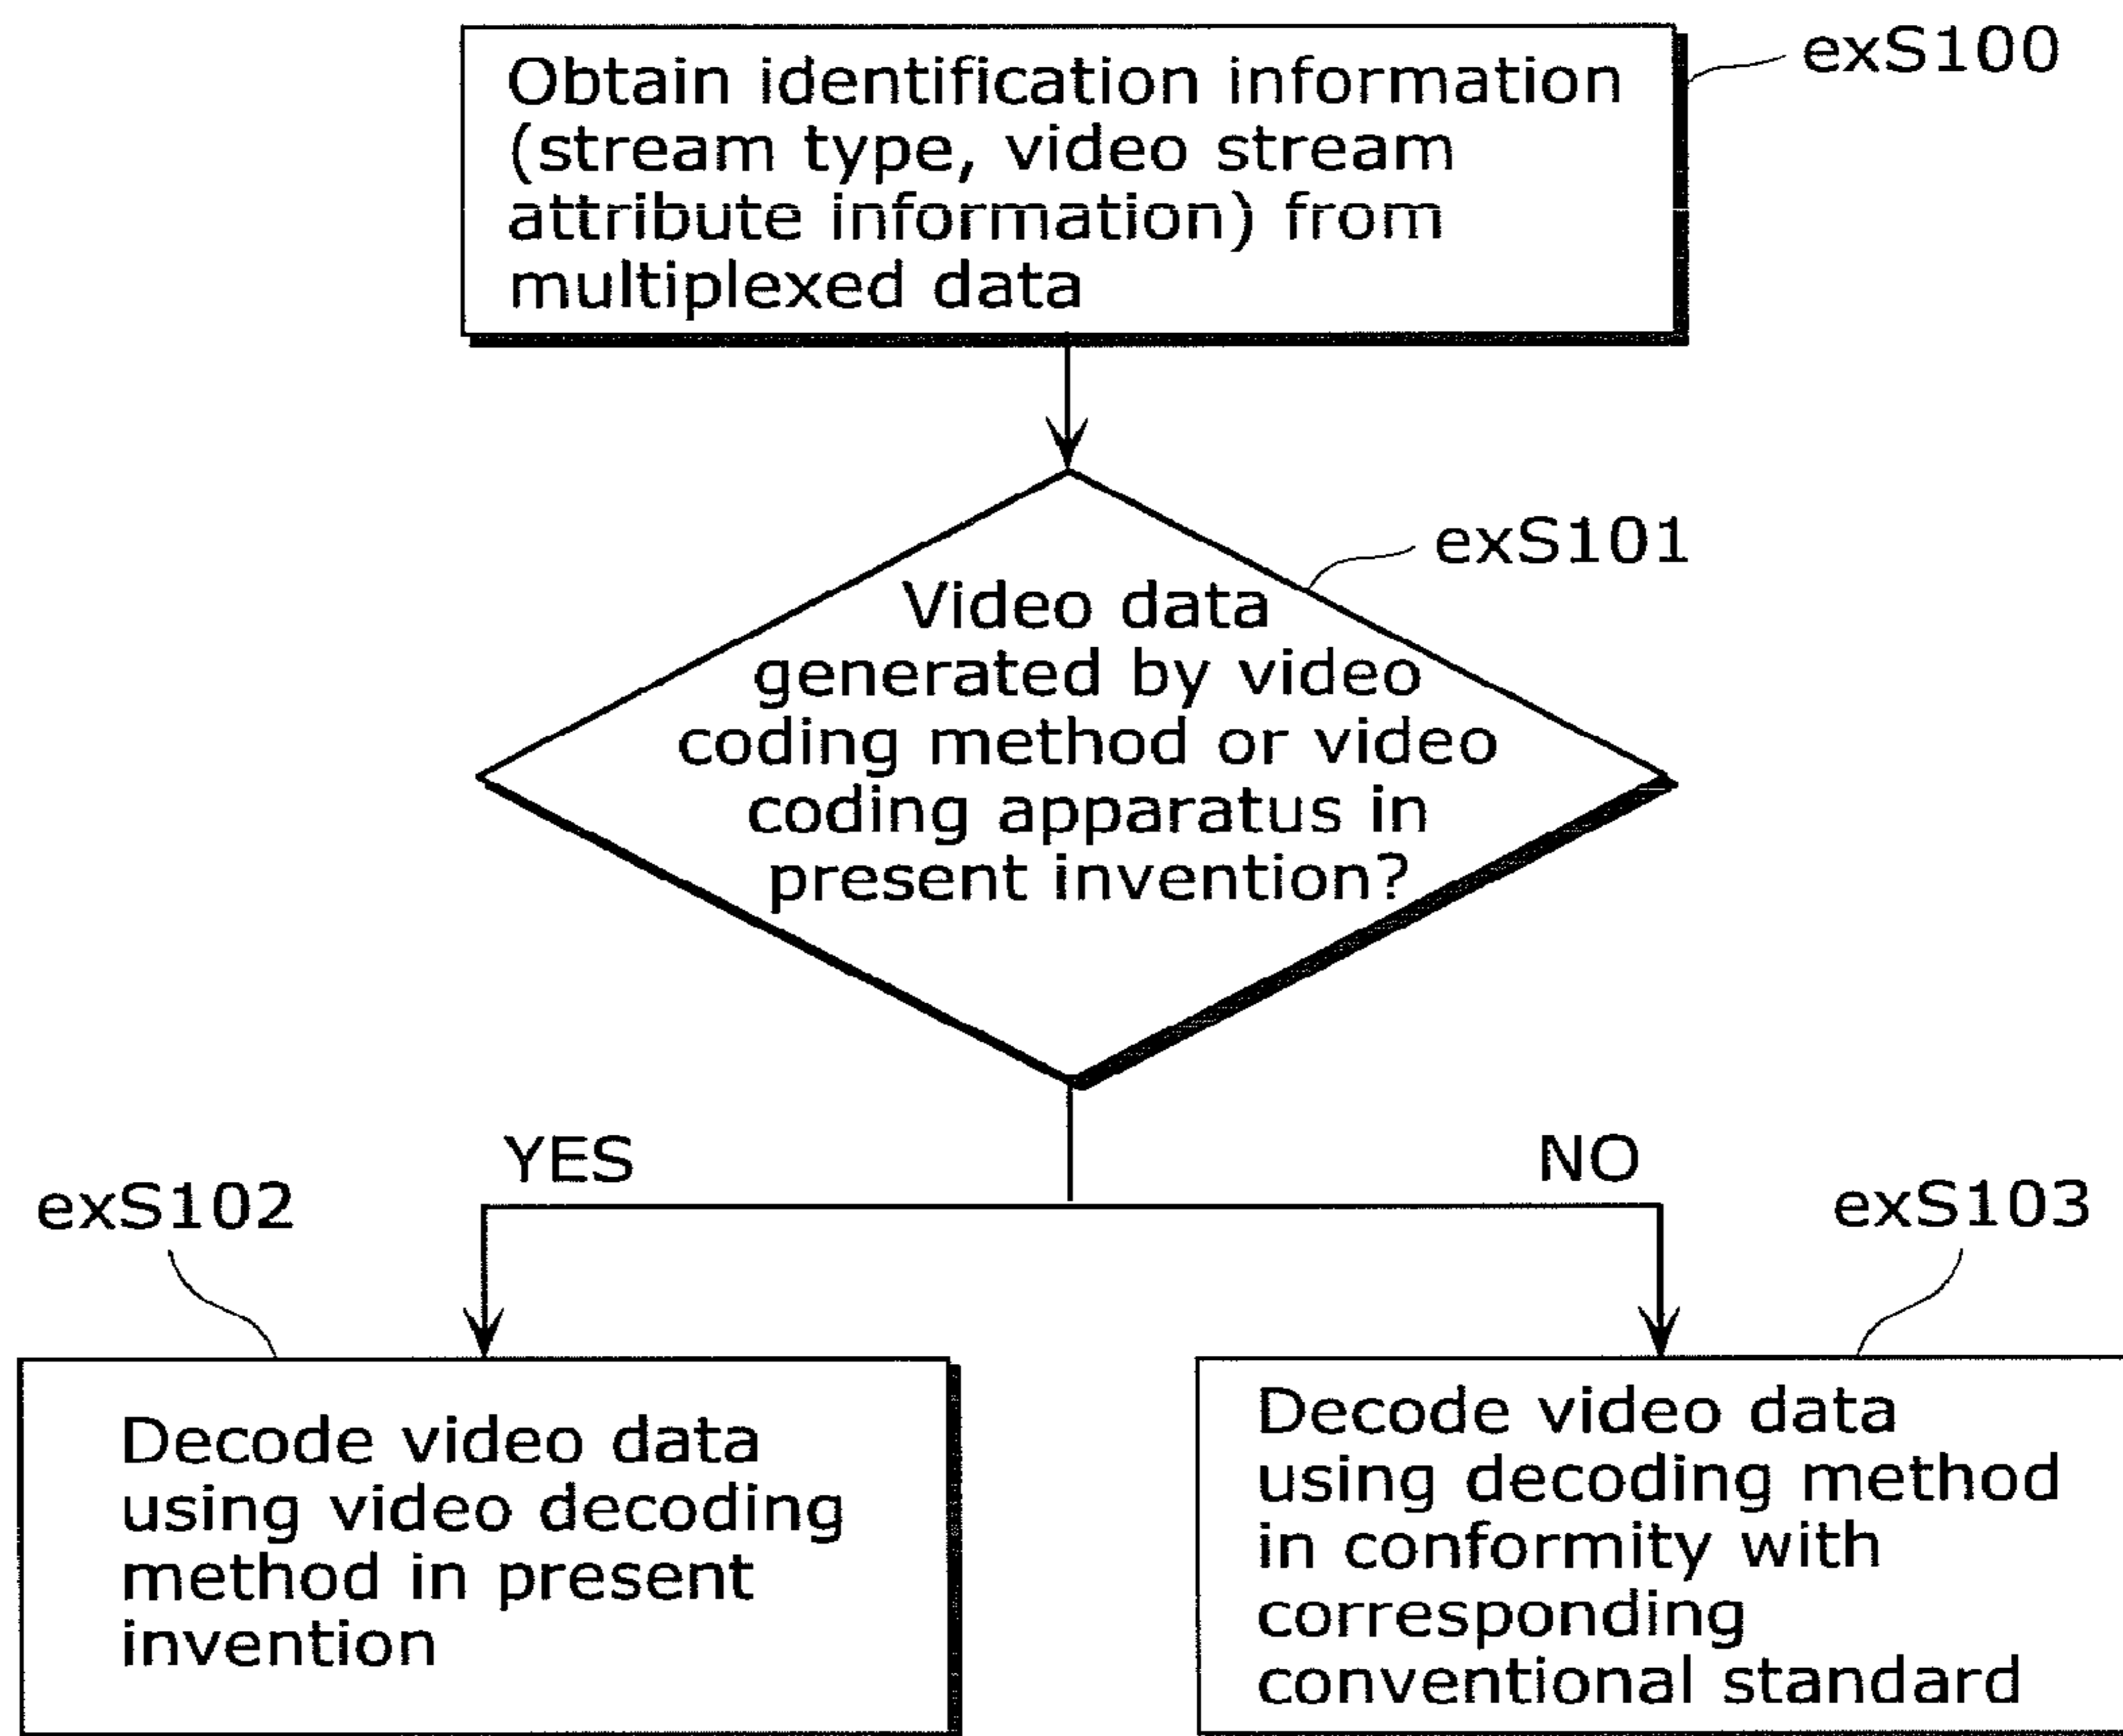 exS100
Obtain identification information
(stream type, video stream
attribute information) from
multiplexed data
exS101
Video data
generated by video
coding method or video
coding apparatus in
present invention?
YES
NO
exS102
exS103
Decode video data
using video decoding
method in present
invention
Decode video data
using decoding method
in conformity with
corresponding
conventional standard